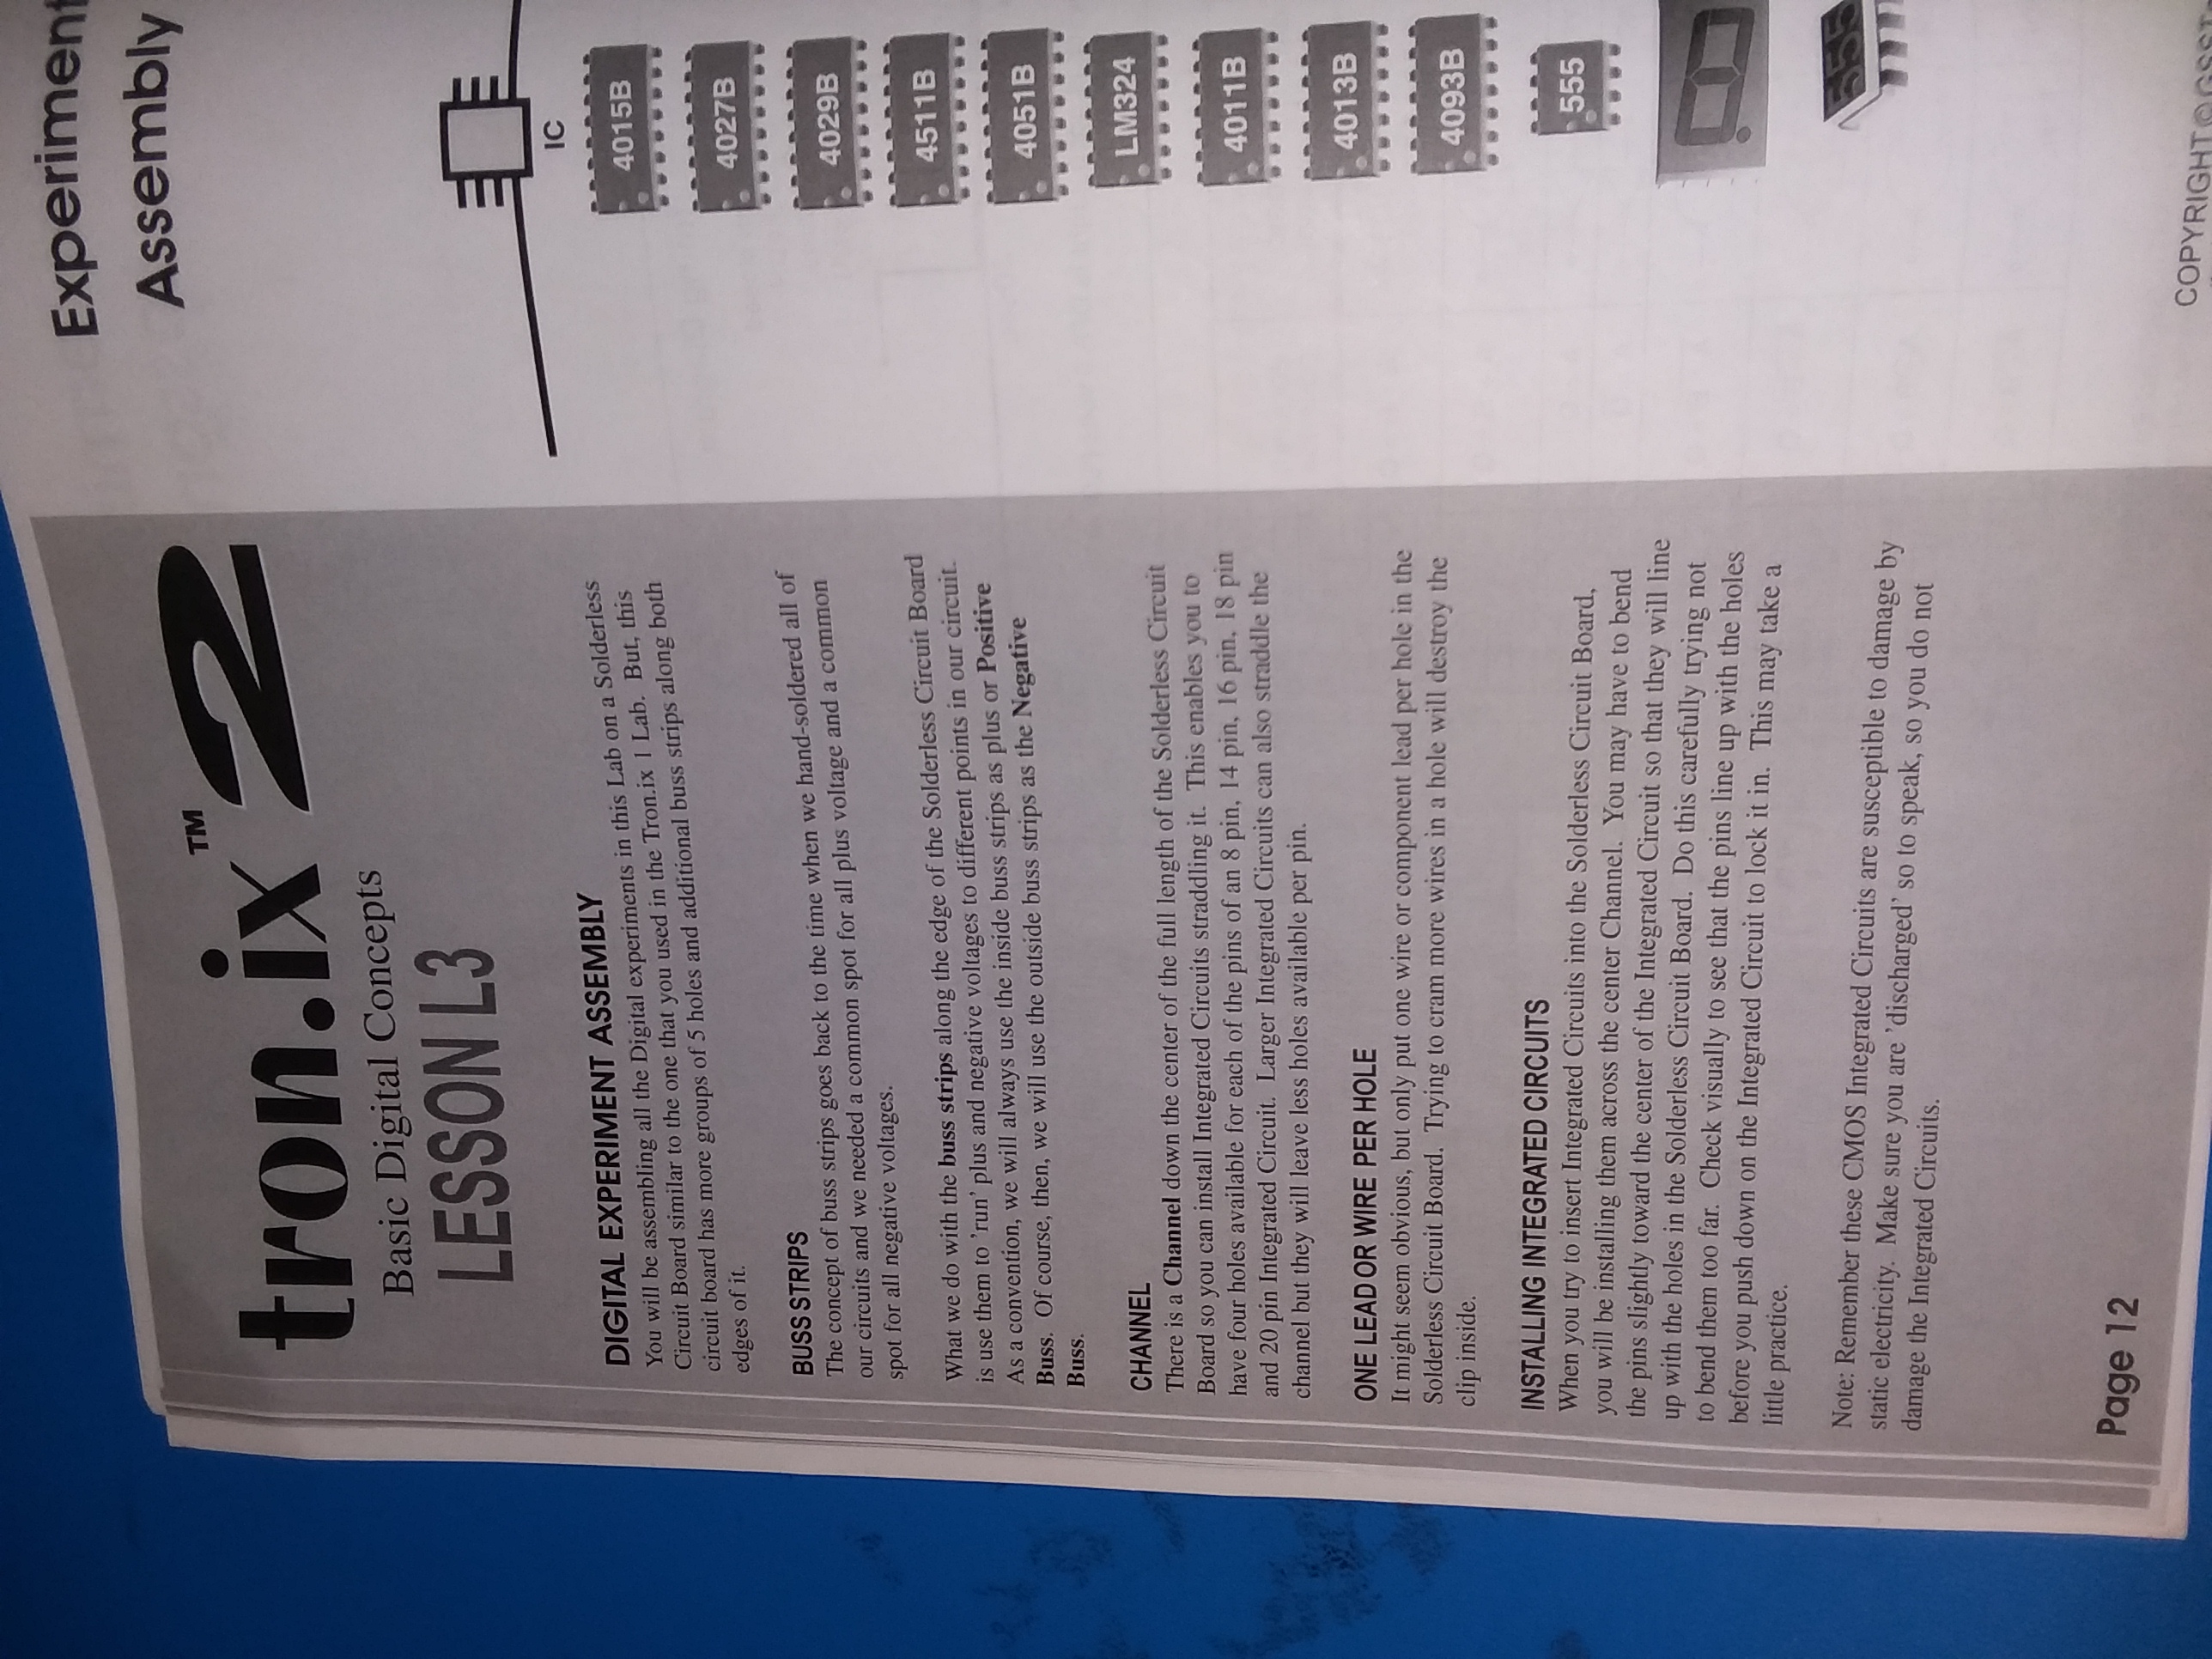 tron.ix™ 2
Basic Digital Concepts
LESSON L3
DIGITAL EXPERIMENT ASSEMBLY
You will be assembling all the Digital experiments in this Lab on a Solderless
Circuit Board similar to the one that you used in the Tron.ix 1 Lab. But, this
circuit board has more groups of 5 holes and additional buss strips along both
edges of it.
BUSS STRIPS
The concept of buss strips goes back to the time when we hand-soldered all of
our circuits and we needed a common spot for all plus voltage and a common
spot for all negative voltages.
What we do with the buss strips along the edge of the Solderless Circuit Board
is use them to 'run' plus and negative voltages to different points in our circuit.
As a convention, we will always use the inside buss strips as plus or Positive
Buss. Of course, then, we will use the outside buss strips as the Negative
Buss.
CHANNEL
There is a Channel down the center of the full length of the Solderless Circuit
Board so you can install Integrated Circuits straddling it. This enables you to
have four holes available for each of the pins of an 8 pin, 14 pin, 16 pin, 18 pin
and 20 pin Integrated Circuit. Larger Integrated Circuits can also straddle the
channel but they will leave less holes available per pin.
ONE LEAD OR WIRE PER HOLE
It might seem obvious, but only put one wire or component lead per hole in the
Solderless Circuit Board. Trying to cram more wires in a hole will destroy the
clip inside.
INSTALLING INTEGRATED CIRCUITS
When you try to insert Integrated Circuits into the Solderless Circuit Board,
you will be installing them across the center Channel. You may have to bend
the pins slightly toward the center of the Integrated Circuit so that they will line
up with the holes in the Solderless Circuit Board. Do this carefully trying not
to bend them too far. Check visually to see that the pins line up with the holes
before you push down on the Integrated Circuit to lock it in. This may take a
little practice.
Note: Remember these CMOS Integrated Circuits are susceptible to damage by
static electricity. Make sure you are 'discharged' so to speak, so you do not
damage the Integrated Circuits.
Page 12
Experiment
Assembly
IC
4015B
4027B
4029B
4511B
4051B
LM324
4011B
4013B
4093B
555
555
COPYRIGHT ©